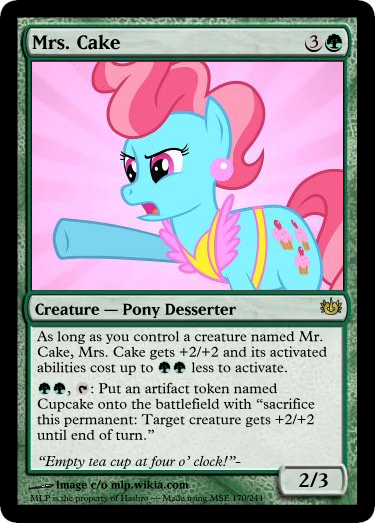 Mrs. Cake 3
Creature — Pony Desserter
As long as you control a creature named Mr.
Cake, Mrs. Cake gets +2/+2 and its activated
abilities cost up to less to activate.
, : Put an artifact token named
Cupcake onto the battlefield with “sacrifice
this permanent: Target creature gets +2/+2
until end of turn.”
“Empty tea cup at four o’ clock!”-
2/3
Image c/o mlp.wikia.com
MLP is the property of Hasbro — Made using MSE 170/244